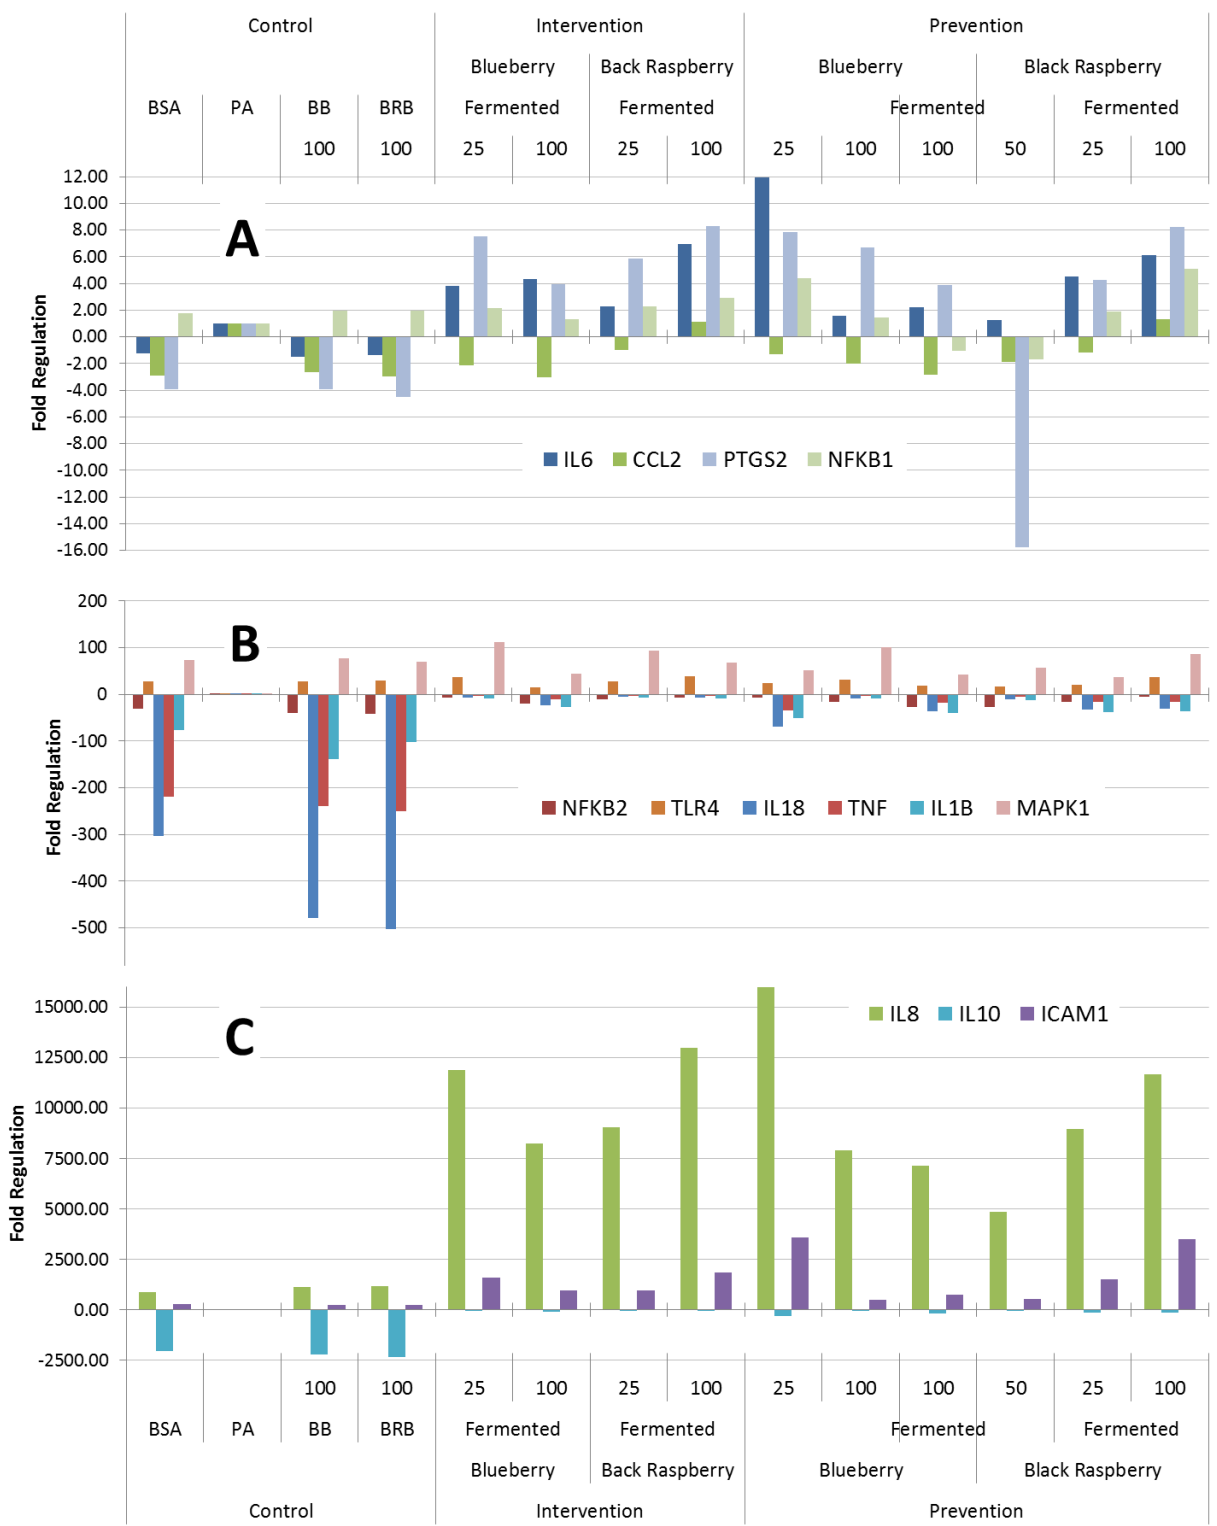 Control Intervention Prevention
Blueberry Back Raspberry Blueberry Black Raspberry
BSA PA BB BRB Fermented Fermented Fermented Fermented
100 100 25 100 25 100 25 100 100 50 25 100
12.00
10.00
8.00
6.00
4.00
2.00
0.00
-2.00
-4.00
-6.00
-8.00
-10.00
-12.00
-14.00
-16.00
Fold Regulation
A
IL6 CCL2 PTGS2 NFKB1
200
100
0
-100
-200
-300
-400
-500
Fold Regulation
B
NFKB2 TLR4 IL18 TNF IL1B MAPK1
15000.00
12500.00
10000.00
7500.00
5000.00
2500.00
0.00
-2500.00
Fold Regulation
C
IL8 IL10 ICAM1
100 100 25 100 25 100 25 100 100 50 25 100
BSA PA BB BRB Fermented Fermented Fermented Fermented
Blueberry Back Raspberry Blueberry Black Raspberry
Control Intervention Prevention